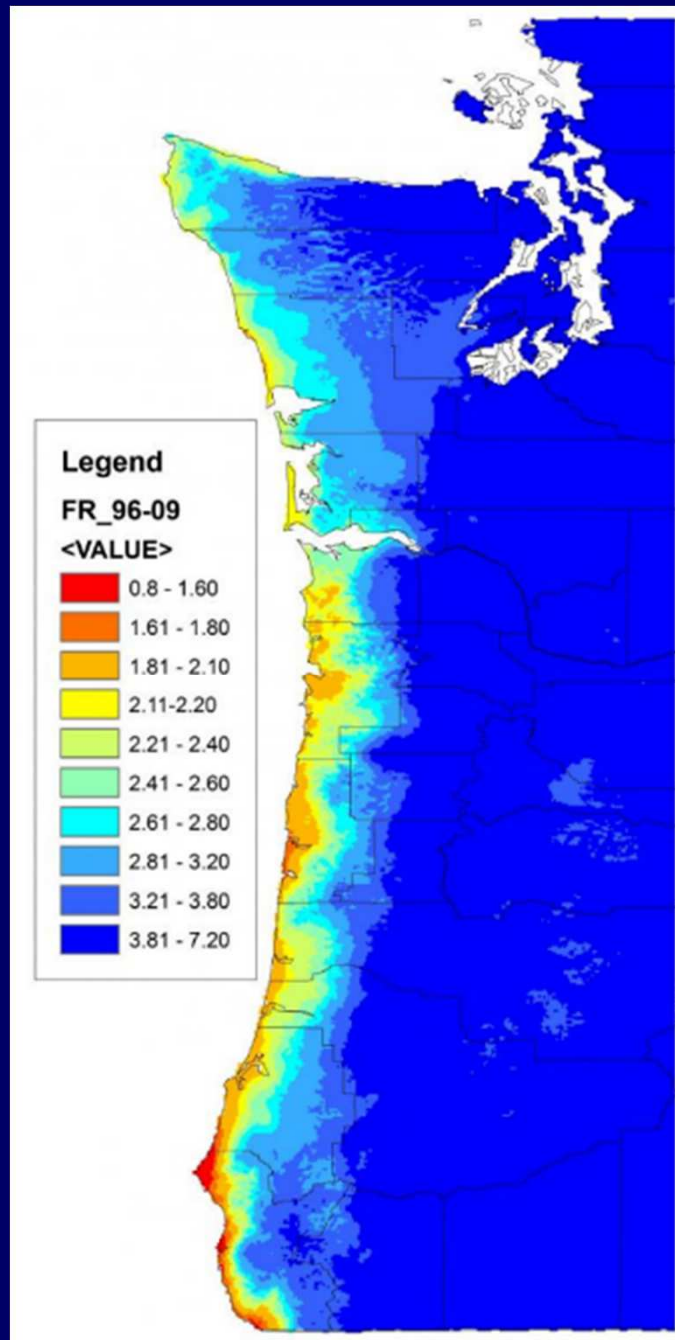 Legend
FR_96-09
<VALUE>
0.8 - 1.60
1.61 - 1.80
1.81 - 2.10
2.11-2.20
2.21 - 2.40
2.41 - 2.60
2.61 - 2.80
2.81 - 3.20
3.21 - 3.80
3.81 - 7.20